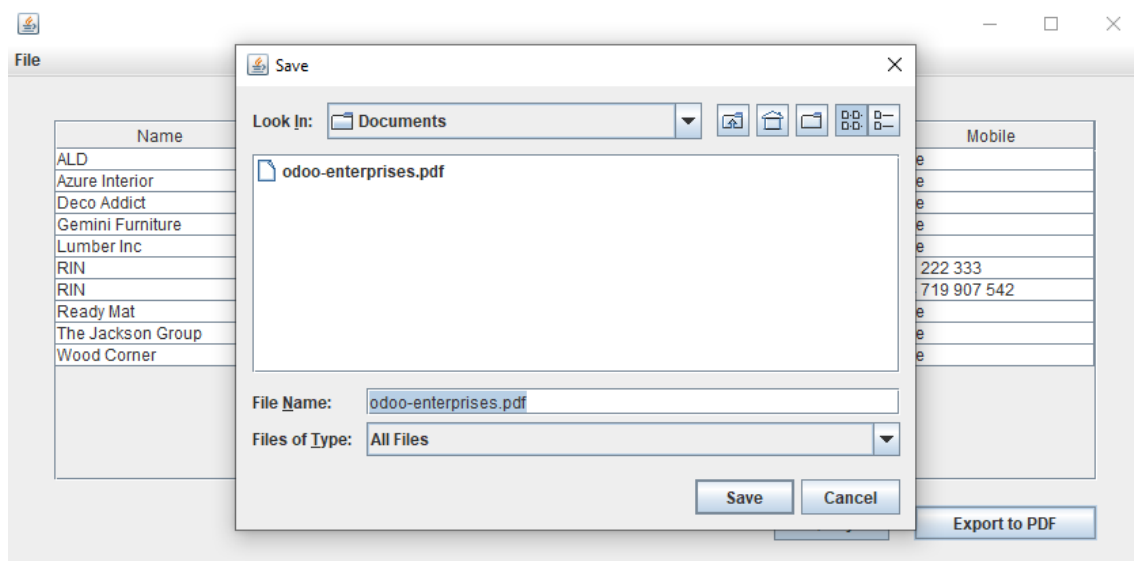 File
Save
Look In: Documents
odoo-enterprises.pdf
File Name: odoo-enterprises.pdf
Files of Type: All Files
Save Cancel
Name Mobile
ALD e
Azure Interior e
Deco Addict e
Gemini Furniture e
Lumber Inc e
RIN 222 333
RIN 719 907 542
Ready Mat e
The Jackson Group e
Wood Corner e
Export to PDF